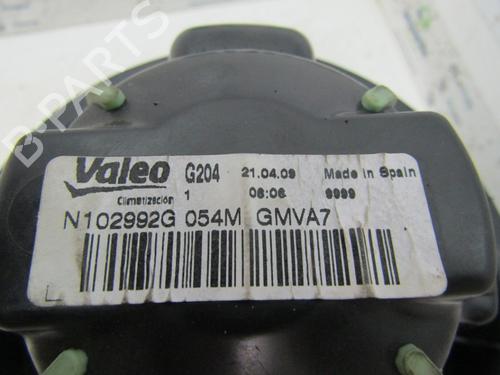 B-PARTS
Valeo G204 21.04.09 Made in Spain
Climatización 1 06:06 9999
N102992G 054M GMVA7